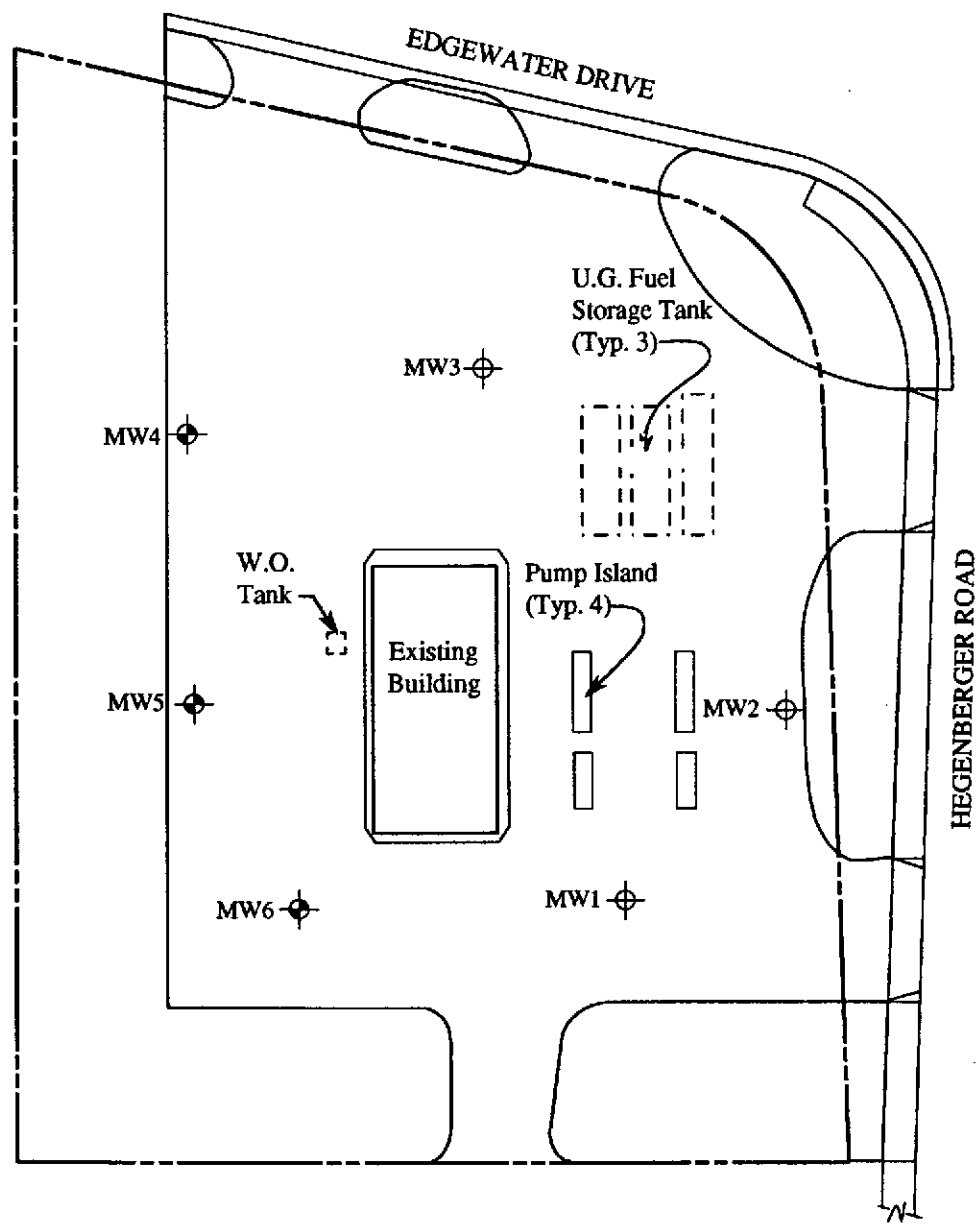 EDGEWATER DRIVE
U.G. Fuel
Storage Tank
(Typ. 3)
MW3
MW4
W.O.
Tank
Pump Island
(Typ. 4)
Existing
Building
HEGENBERGER ROAD
MW5
MW2
MW6
MW1